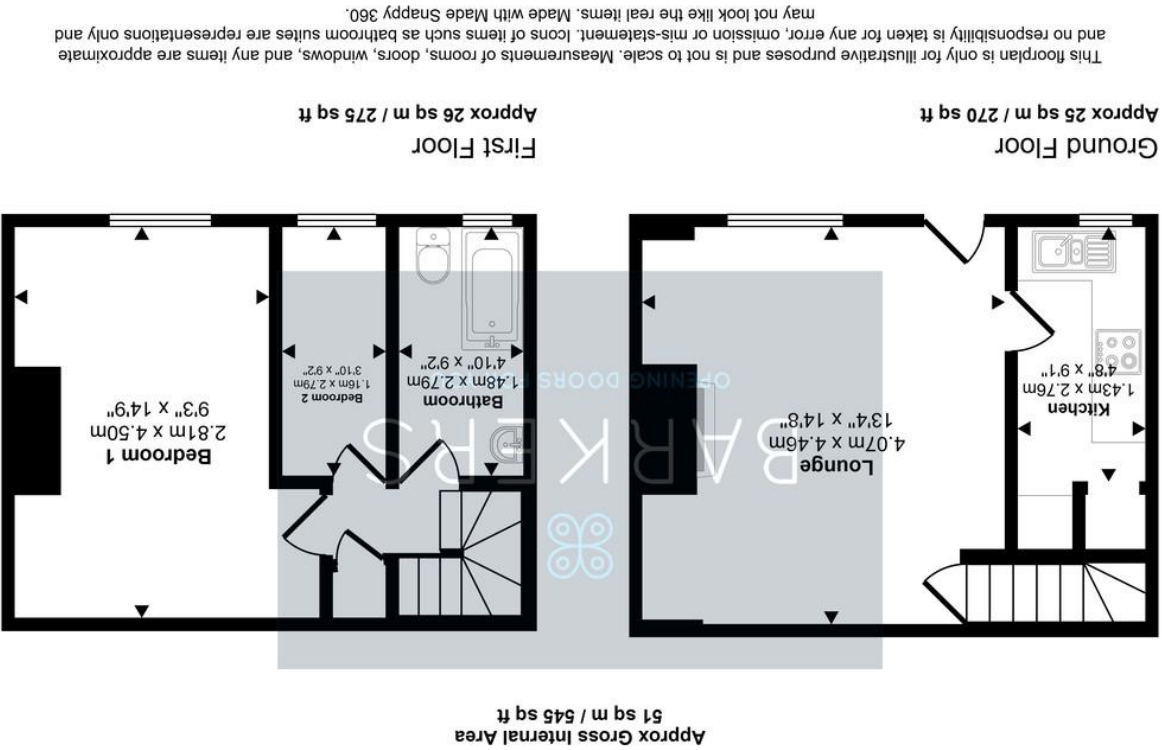 Approx Gross Internal Area
51 sq m / 545 sq ft
Lounge
4.07m x 4.46m
13'4" x 14'8"
Kitchen
1.43m x 2.76m
4'8" x 9'1"
Ground Floor
Approx 25 sq m / 270 sq ft
Bathroom
1.48m x 2.79m
4'10" x 9'2"
Bedroom 2
1.16m x 2.79m
3'10" x 9'2"
Bedroom 1
2.81m x 4.50m
9'3" x 14'9"
First Floor
Approx 26 sq m / 275 sq ft
BARKERS
OPENING DOORS
This floorplan is only for illustrative purposes and is not to scale. Measurements of rooms, doors, windows, and any items are approximate
and no responsibility is taken for any error, omission or mis-statement. Icons of items such as bathroom suites are representations only and
may not look like the real items. Made with Made Snappy 360.